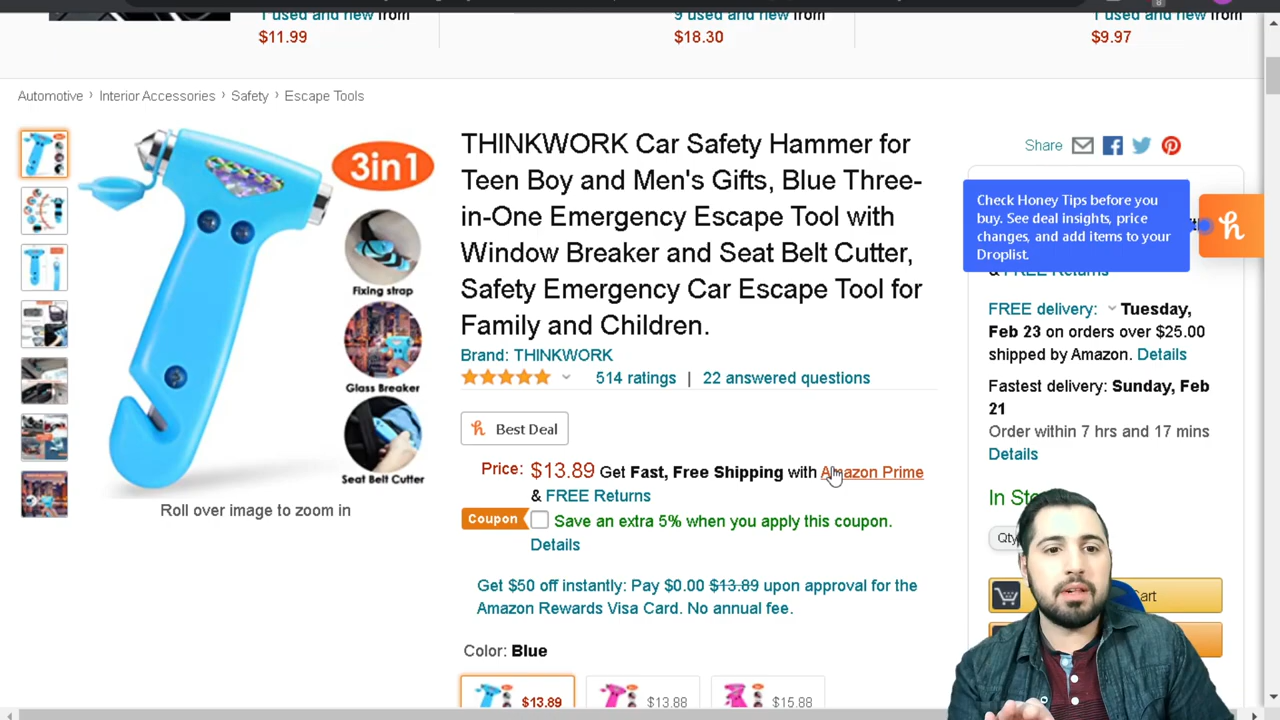 1 used and new from
$11.99
9 used and new from
$18.30
1 used and new from
$9.97
Automotive › Interior Accessories › Safety › Escape Tools
3in1
Fixing strap
Glass Breaker
Seat Belt Cutter
Roll over image to zoom in
THINKWORK Car Safety Hammer for
Teen Boy and Men's Gifts, Blue Three-
in-One Emergency Escape Tool with
Window Breaker and Seat Belt Cutter,
Safety Emergency Car Escape Tool for
Family and Children.
Brand: THINKWORK
514 ratings | 22 answered questions
Best Deal
Price: $13.89 Get Fast, Free Shipping with Amazon Prime
& FREE Returns
Coupon Save an extra 5% when you apply this coupon.
Details
Get $50 off instantly: Pay $0.00 $13.89 upon approval for the
Amazon Rewards Visa Card. No annual fee.
Color: Blue
$13.89
$13.88
$15.88
Share
Check Honey Tips before you
buy. See deal insights, price
changes, and add items to your
Droplist.
h
& FREE Returns
FREE delivery: Tuesday,
Feb 23 on orders over $25.00
shipped by Amazon. Details
Fastest delivery: Sunday, Feb
21
Order within 7 hrs and 17 mins
Details
In
Qty
Cart